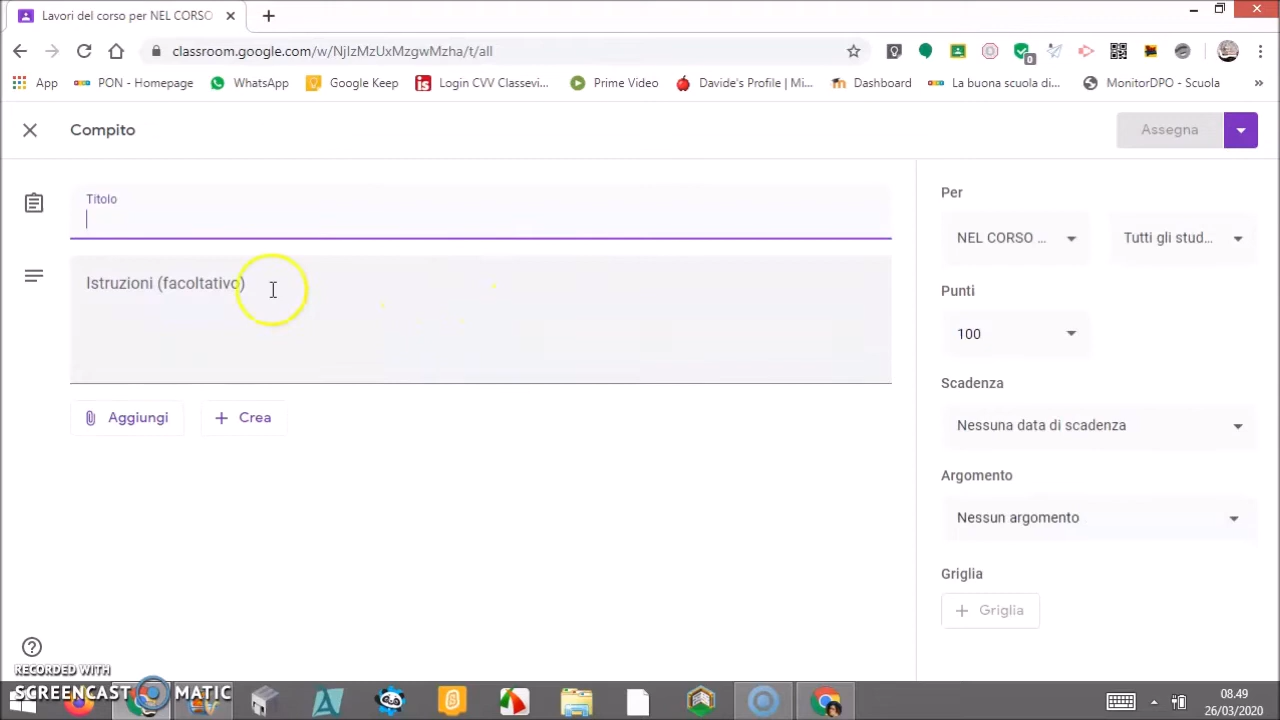 Lavori del corso per NEL CORSO
classroom.google.com/w/NjIzMzUxMzgwMzha/t/all
0
App
PON - Homepage
WhatsApp
Google Keep
Login CVV Classevi...
Prime Video
Davide's Profile | Mi...
Dashboard
La buona scuola di...
MonitorDPO - Scuola
»
Compito
Assegna
Titolo
Istruzioni (facoltativo)
Aggiungi
Crea
Per
NEL CORSO ...
Tutti gli stud...
Punti
100
Scadenza
Nessuna data di scadenza
Argomento
Nessun argomento
Griglia
Griglia
RECORDED WITH
SCREENCAST MATIC
08.49
26/03/2020